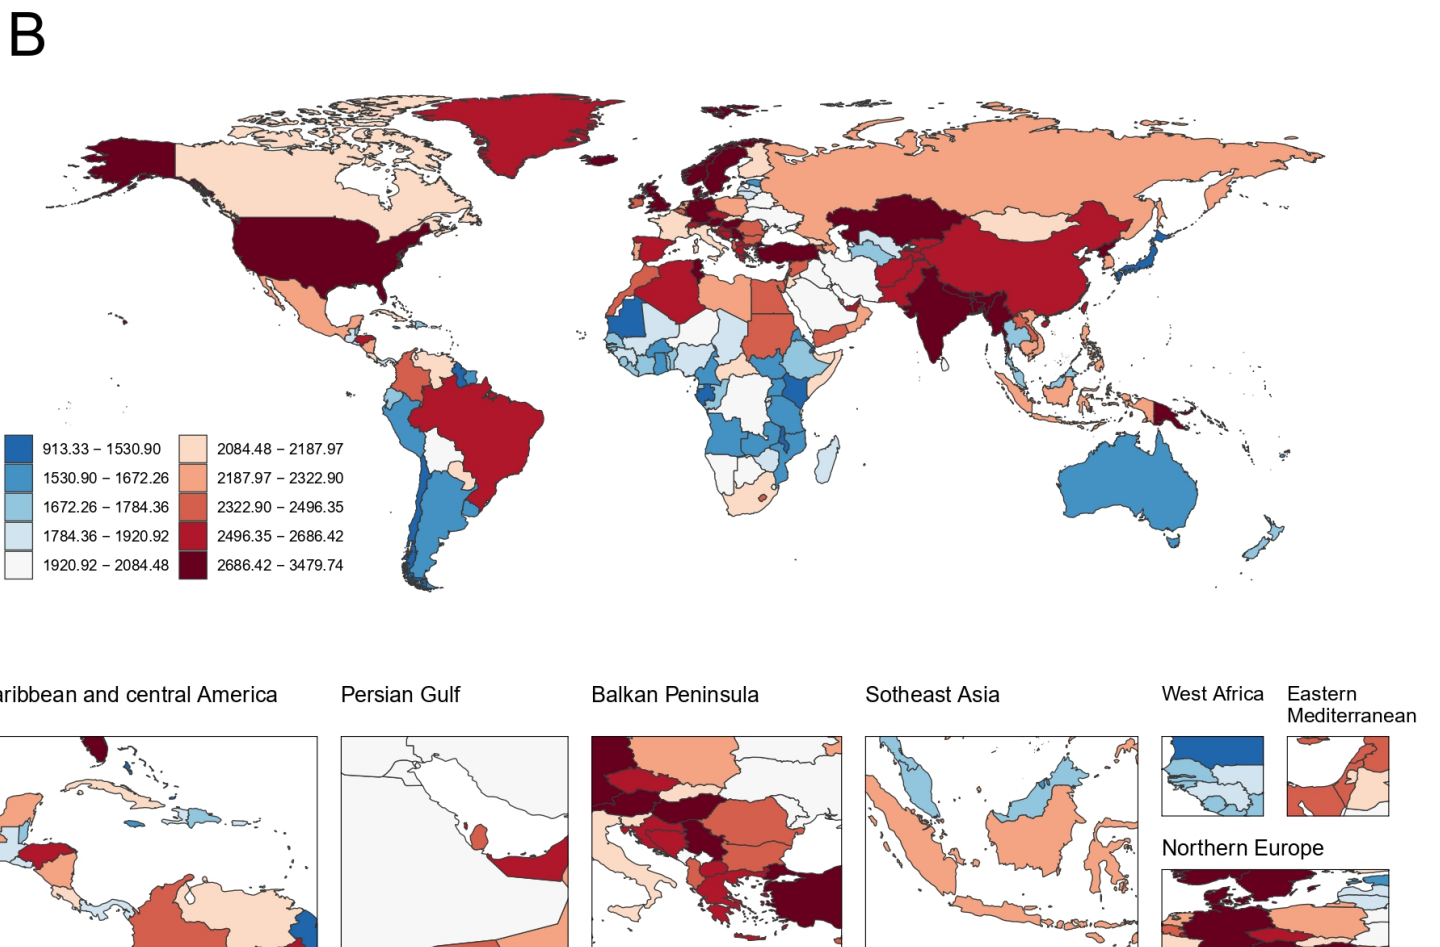 B
913.33 – 1530.90
1530.90 – 1672.26
1672.26 – 1784.36
1784.36 – 1920.92
1920.92 – 2084.48
2084.48 – 2187.97
2187.97 – 2322.90
2322.90 – 2496.35
2496.35 – 2686.42
2686.42 – 3479.74
aribbean and central America
Persian Gulf
Balkan Peninsula
Sotheast Asia
West Africa
Eastern
Mediterranean
Northern Europe